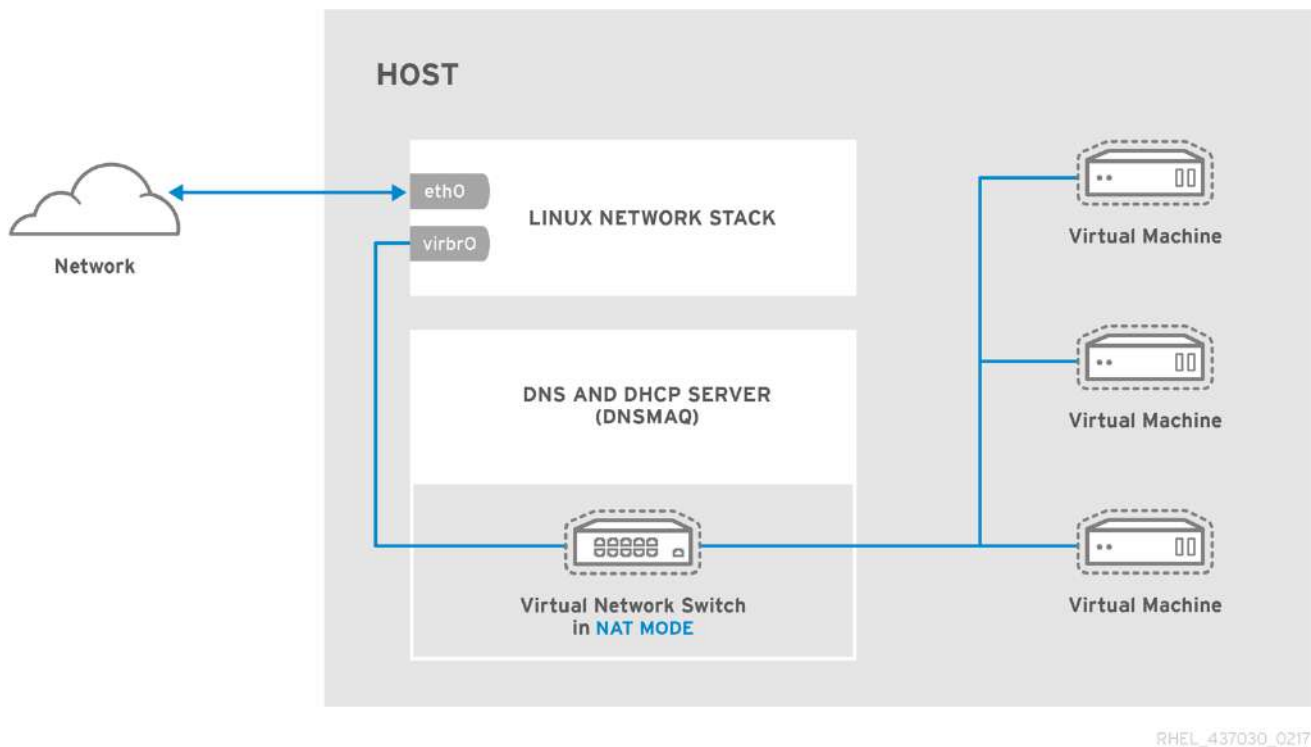 HOST
eth0
LINUX NETWORK STACK
virbr0
Network
Virtual Machine
DNS AND DHCP SERVER
(DNSMAQ)
Virtual Machine
Virtual Network Switch
in NAT MODE
Virtual Machine
RHEL_437030_0217